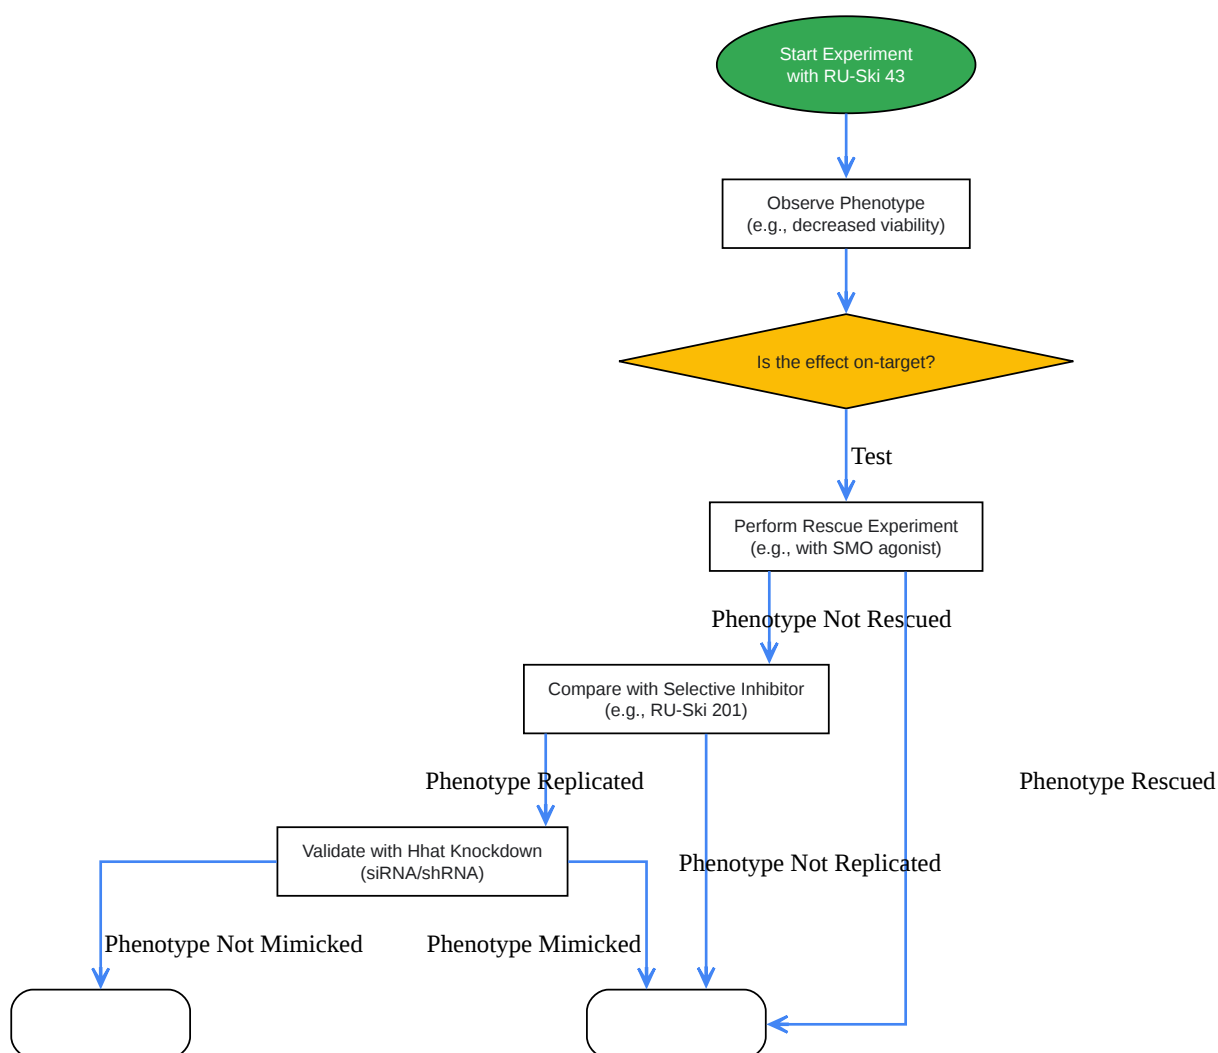 Start Experiment
with RU-Ski 43
Observe Phenotype
(e.g., decreased viability)
Is the effect on-target?
Test
Perform Rescue Experiment
(e.g., with SMO agonist)
Phenotype Not Rescued
Compare with Selective Inhibitor
(e.g., RU-Ski 201)
Phenotype Replicated
Phenotype Rescued
Validate with Hhat Knockdown
(siRNA/shRNA)
Phenotype Not Replicated
Phenotype Not Mimicked
Phenotype Mimicked